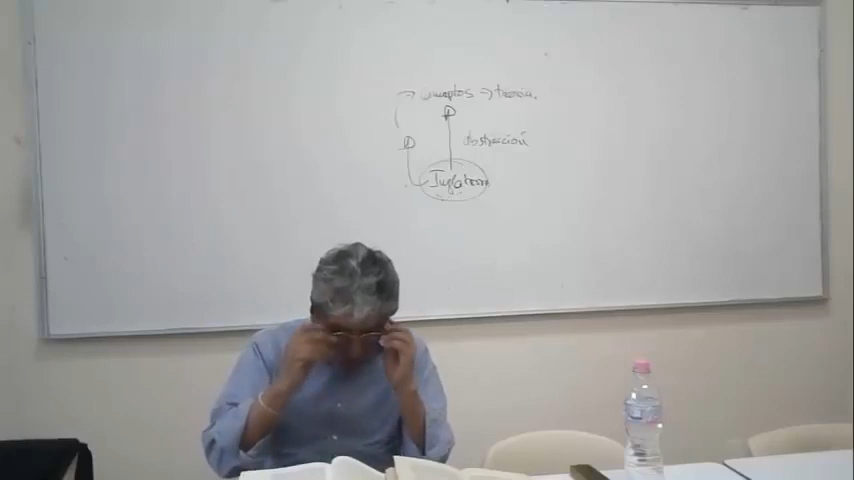 → conceptos → teoría.
abstracción
Inglaterra